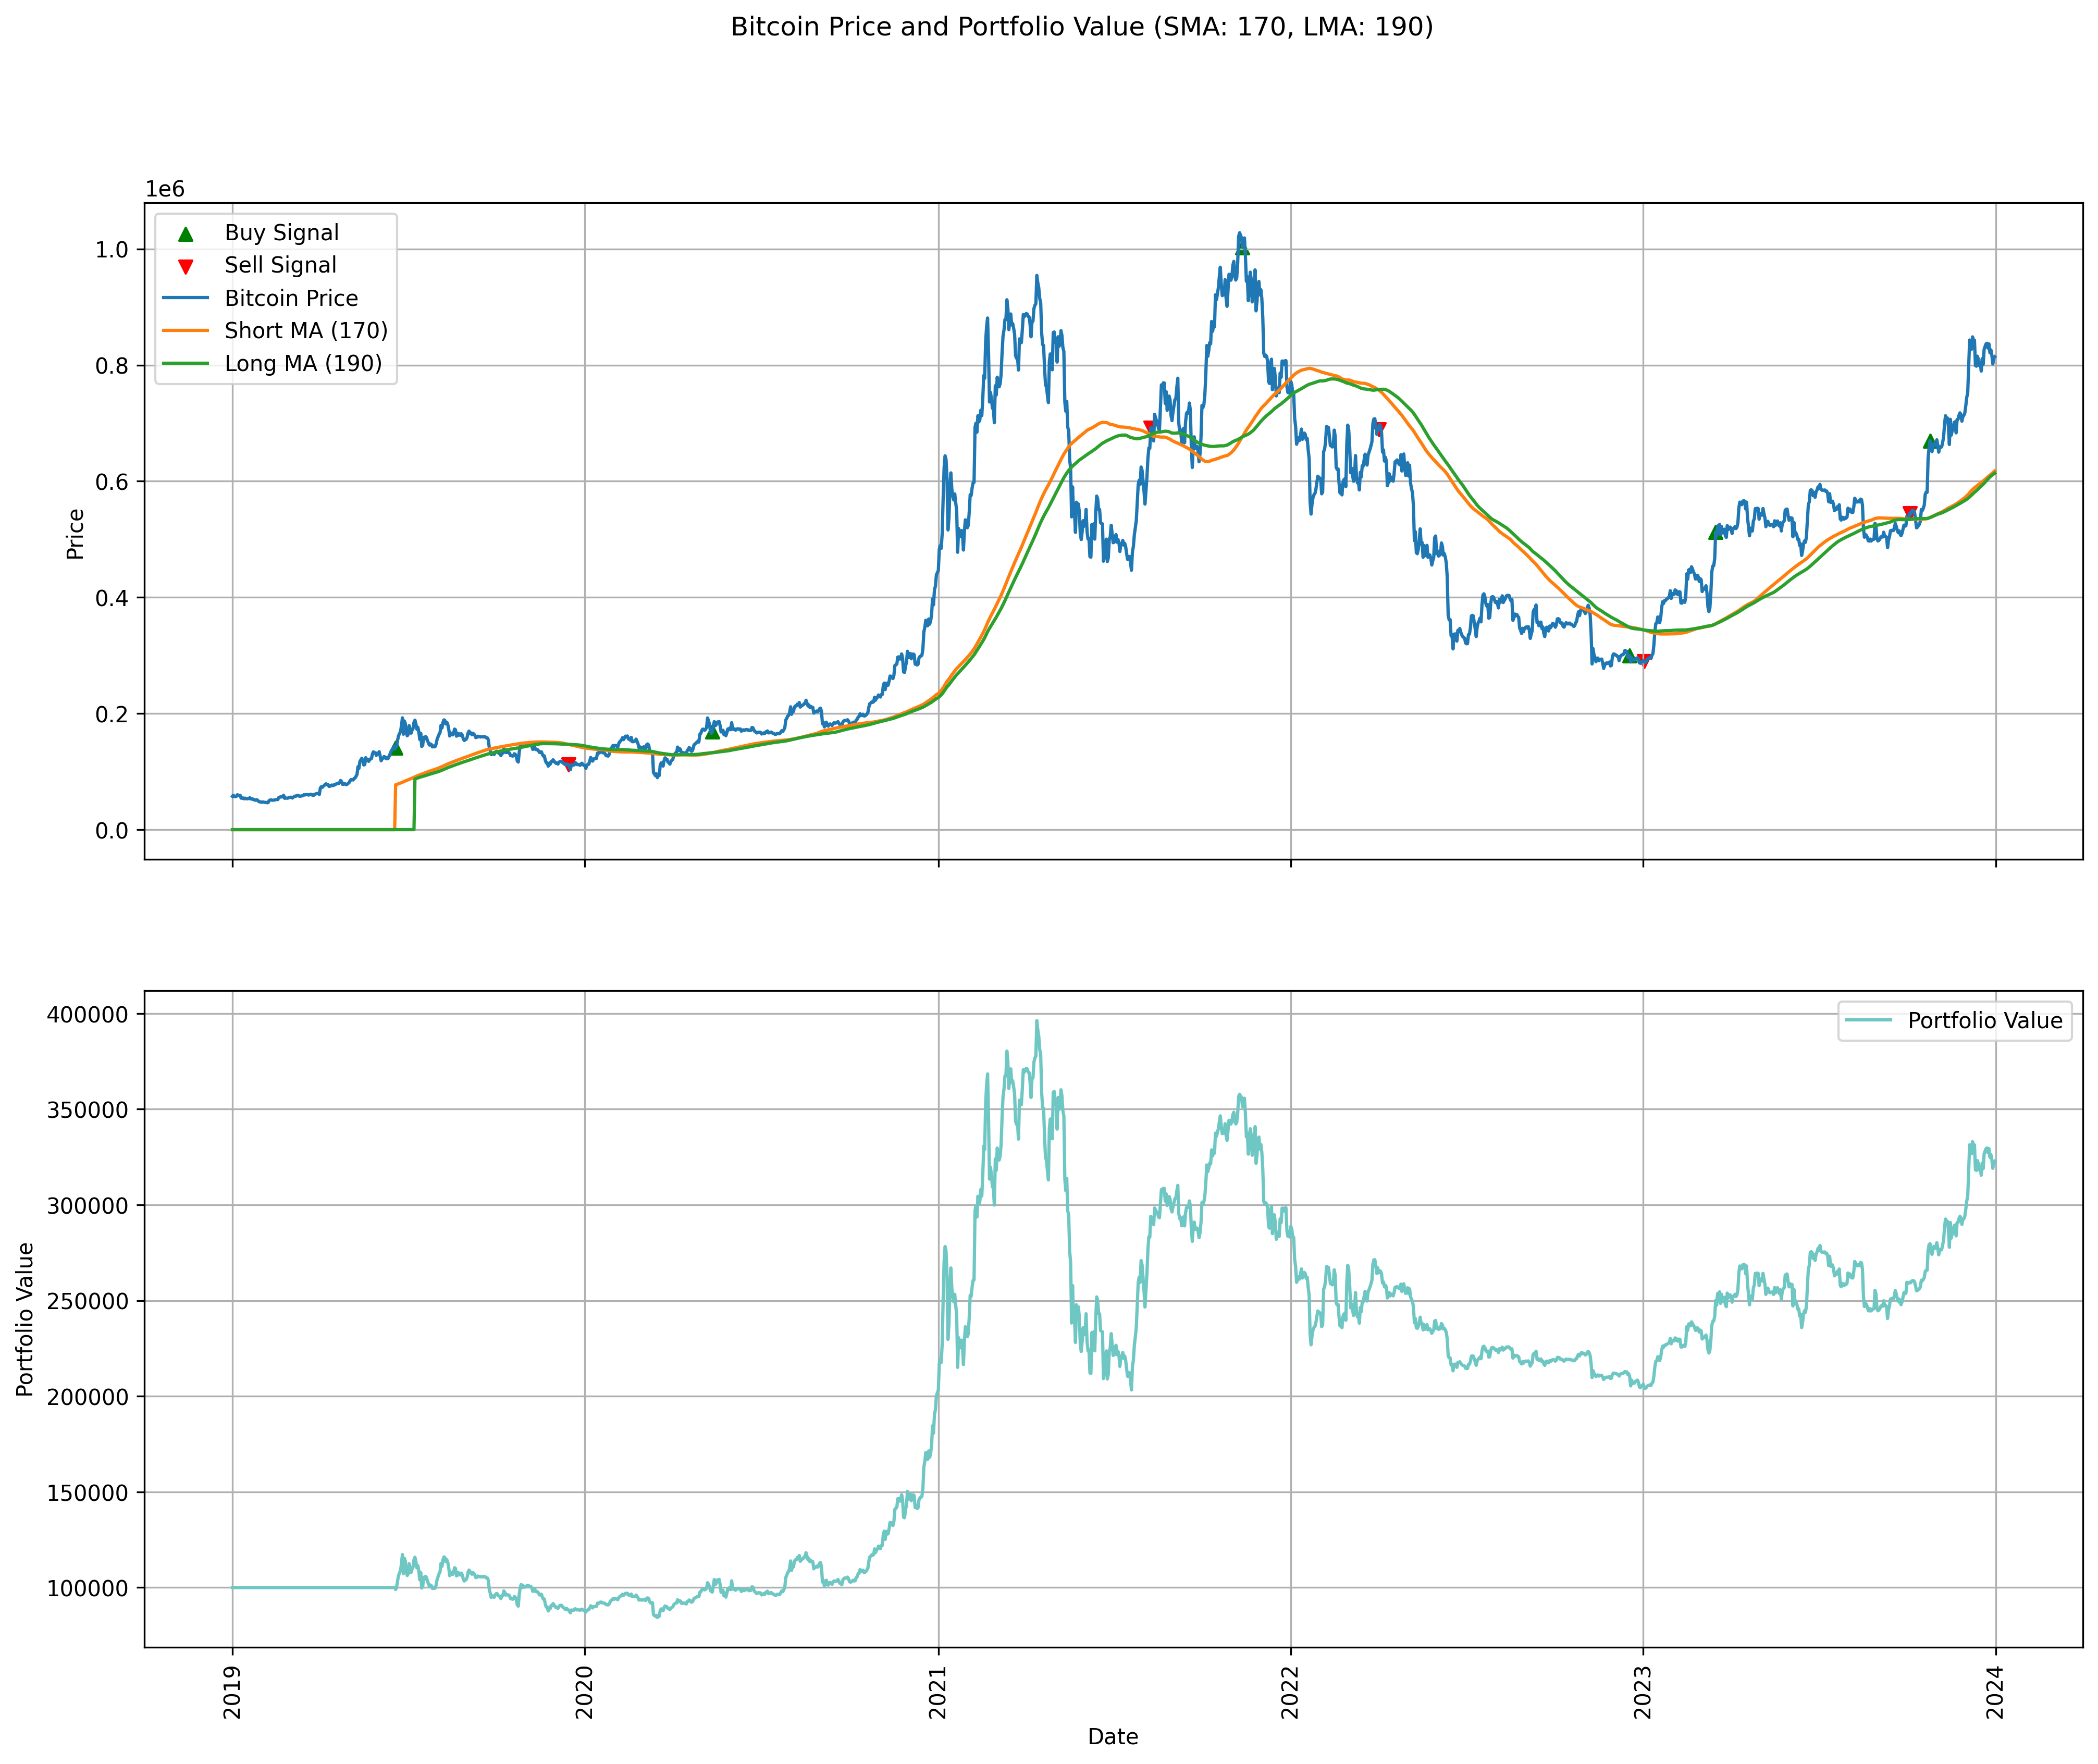 Bitcoin Price and Portfolio Value (SMA: 170, LMA: 190)
1e6
Buy Signal
Sell Signal
Bitcoin Price
Short MA (170)
Long MA (190)
1.0
0.8
0.6
0.4
0.2
0.0
Price
Portfolio Value
400000
350000
300000
250000
200000
150000
100000
Portfolio Value
2019
2020
2021
2022
2023
2024
Date